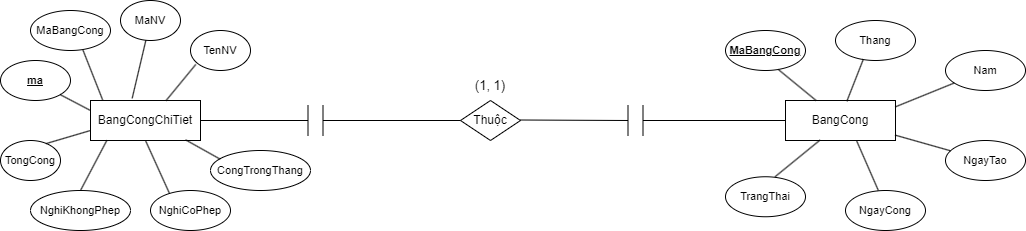 MaNV
MaBangCong
TenNV
ma
BangCongChiTiet
TongCong
CongTrongThang
NghiKhongPhep
NghiCoPhep
(1, 1)
Thuộc
MaBangCong
Thang
Nam
BangCong
NgayTao
TrangThai
NgayCong